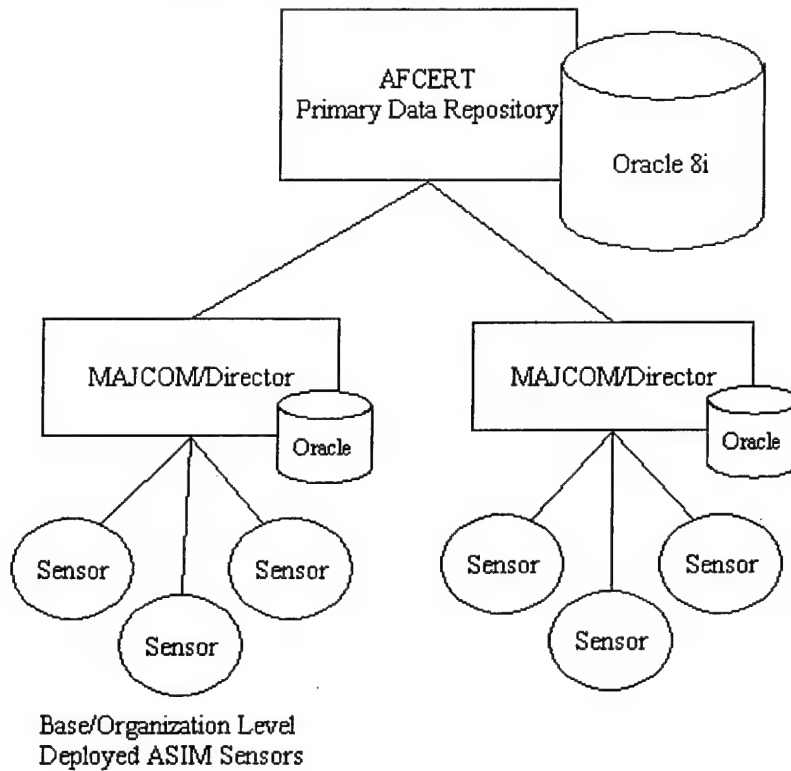 AFCERT
Primary Data Repository
Oracle 8i
MAJCOM/Director
Oracle
MAJCOM/Director
Oracle
Sensor
Sensor
Sensor
Sensor
Sensor
Sensor
Base/Organization Level
Deployed ASIM Sensors